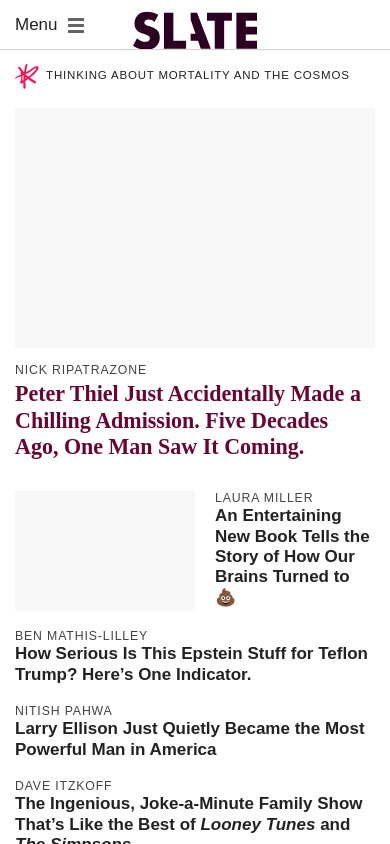 Menu
SLATE
THINKING ABOUT MORTALITY AND THE COSMOS
NICK RIPATRAZONE
Peter Thiel Just Accidentally Made a
Chilling Admission. Five Decades
Ago, One Man Saw It Coming.
LAURA MILLER
An Entertaining
New Book Tells the
Story of How Our
Brains Turned to
💩
BEN MATHIS-LILLEY
How Serious Is This Epstein Stuff for Teflon
Trump? Here’s One Indicator.
NITISH PAHWA
Larry Ellison Just Quietly Became the Most
Powerful Man in America
DAVE ITZKOFF
The Ingenious, Joke-a-Minute Family Show
That’s Like the Best of Looney Tunes and
The Simpsons